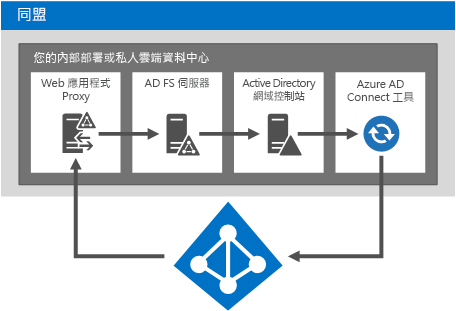 同盟
您的內部部署或私人雲端資料中心
Web 應用程式
Proxy
AD FS 伺服器
Active Directory
網域控制站
Azure AD
Connect 工具